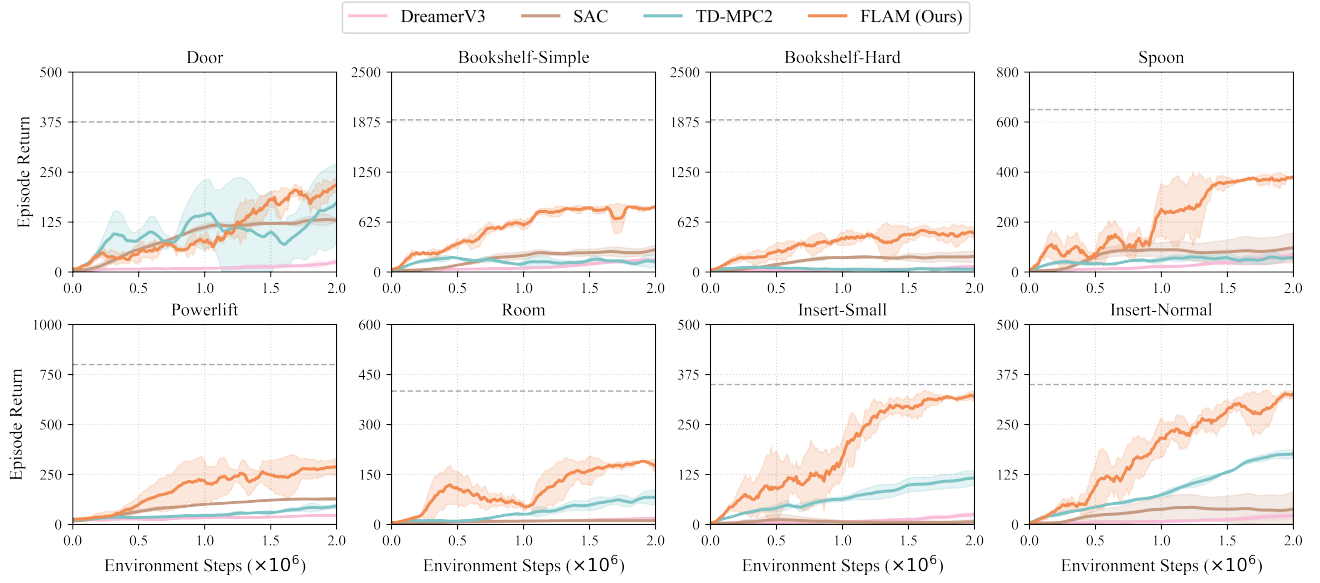 DreamerV3 SAC TD-MPC2 FLAM (Ours)
Door Bookshelf-Simple Bookshelf-Hard Spoon
Episode Return
500
375
250
125
0
0.0 0.5 1.0 1.5 2.0
2500
1875
1250
625
0
0.0 0.5 1.0 1.5 2.0
2500
1875
1250
625
0
0.0 0.5 1.0 1.5 2.0
800
600
400
200
0
0.0 0.5 1.0 1.5 2.0
Powerlift Room Insert-Small Insert-Normal
Episode Return
1000
750
500
250
0
0.0 0.5 1.0 1.5 2.0
600
450
300
150
0
0.0 0.5 1.0 1.5 2.0
500
375
250
125
0
0.0 0.5 1.0 1.5 2.0
500
375
250
125
0
0.0 0.5 1.0 1.5 2.0
Environment Steps (×10⁶) Environment Steps (×10⁶) Environment Steps (×10⁶) Environment Steps (×10⁶)